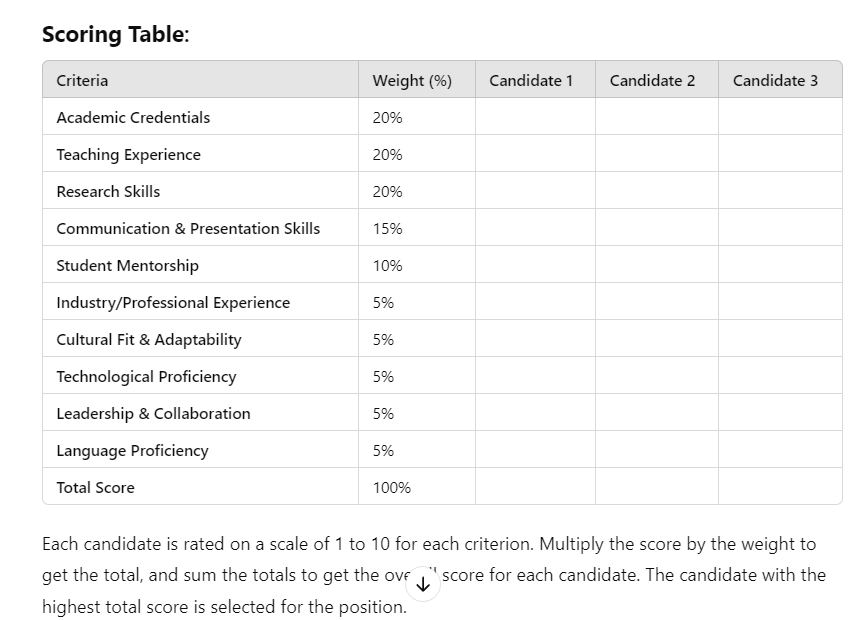 Scoring Table:
Criteria Weight (%) Candidate 1 Candidate 2 Candidate 3
Academic Credentials 20%
Teaching Experience 20%
Research Skills 20%
Communication & Presentation Skills 15%
Student Mentorship 10%
Industry/Professional Experience 5%
Cultural Fit & Adaptability 5%
Technological Proficiency 5%
Leadership & Collaboration 5%
Language Proficiency 5%
Total Score 100%
Each candidate is rated on a scale of 1 to 10 for each criterion. Multiply the score by the weight to
get the total, and sum the totals to get the score for each candidate. The candidate with the
highest total score is selected for the position.